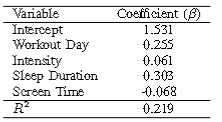 Variable Coefficient (β)
Intercept 1.531
Workout Day 0.255
Intensity 0.061
Sleep Duration 0.303
Screen Time -0.068
R² 0.219